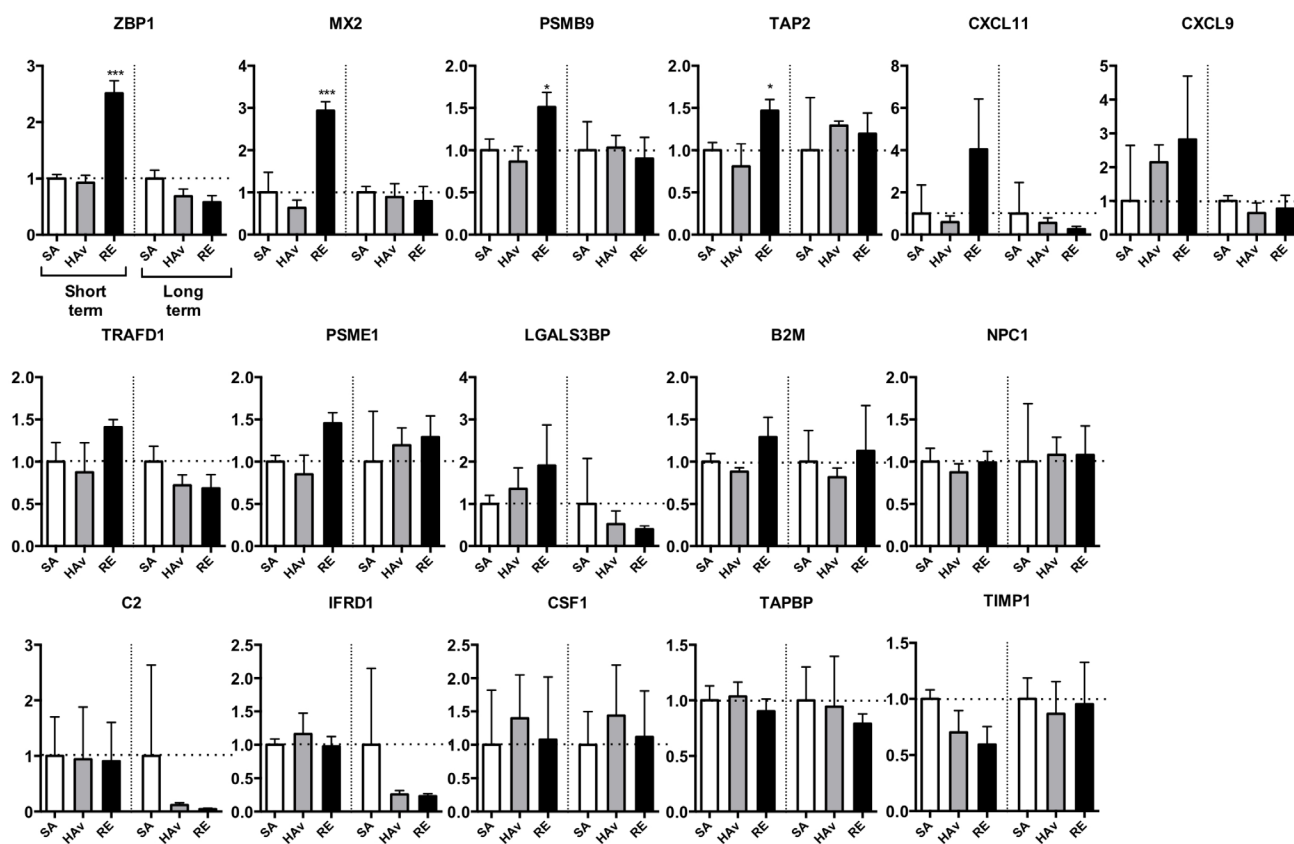 ZBP1
MX2
PSMB9
TAP2
CXCL11
CXCL9
3
2
1
0
4
3
2
1
0
2.0
1.5
1.0
0.5
0.0
2.0
1.5
1.0
0.5
0.0
8
6
4
2
0
5
4
3
2
1
0
***
***
*
*
SA HAv RE SA HAv RE
SA HAv RE SA HAv RE
SA HAv RE SA HAv RE
SA HAv RE SA HAv RE
SA HAv RE SA HAv RE
SA HAv RE SA HAv RE
Short
term
Long
term
TRAFD1
PSME1
LGALS3BP
B2M
NPC1
2.0
1.5
1.0
0.5
0.0
2.0
1.5
1.0
0.5
0.0
4
3
2
1
0
2.0
1.5
1.0
0.5
0.0
2.0
1.5
1.0
0.5
0.0
SA HAv RE SA HAv RE
SA HAv RE SA HAv RE
SA HAv RE SA HAv RE
SA HAv RE SA HAv RE
SA HAv RE SA HAv RE
C2
IFRD1
CSF1
TAPBP
TIMP1
3
2
1
0
2.5
2.0
1.5
1.0
0.5
0.0
2.5
2.0
1.5
1.0
0.5
0.0
1.5
1.0
0.5
0.0
1.5
1.0
0.5
0.0
SA HAv RE SA HAv RE
SA HAv RE SA HAv RE
SA HAv RE SA HAv RE
SA HAv RE SA HAv RE
SA HAv RE SA HAv RE